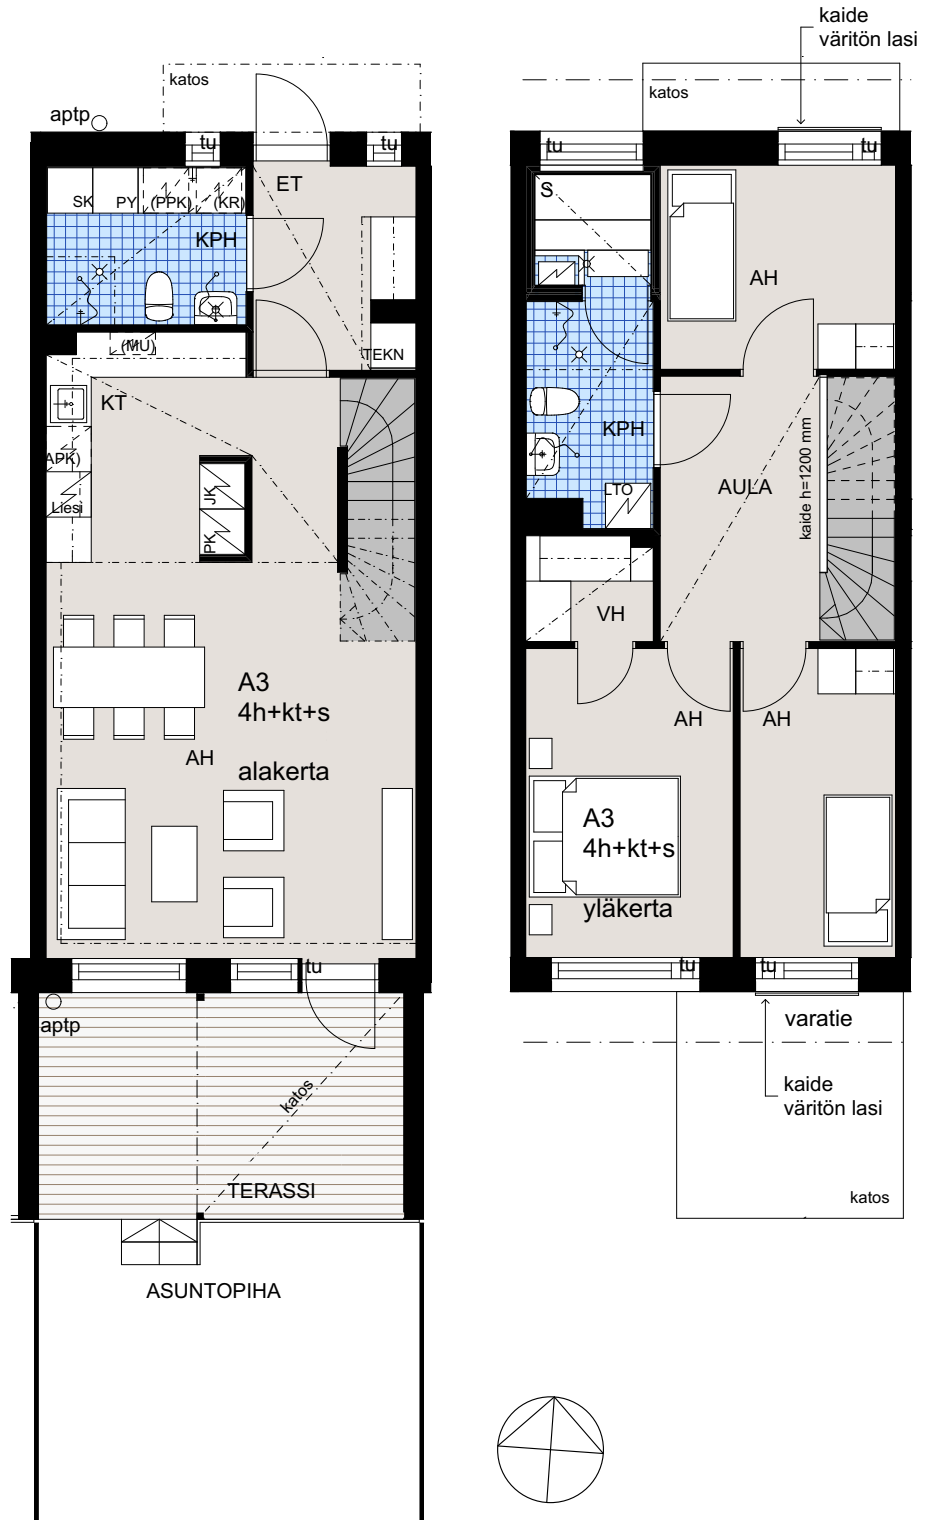 kaide
väritön lasi
katos
katos
aptp
tu
tu
tu
tu
ET
S
SK
PY
(PPK)
(KR)
KPH
AH
(MU)
TEKN
KT
KPH
kaide h=1200 mm
APK)
JK
LTO
AULA
Liesi
PK
VH
A3
4h+kt+s
AH
AH
AH
alakerta
A3
4h+kt+s
yläkerta
tu
tu
tu
aptp
varatie
katos
kaide
väritön lasi
TERASSI
katos
ASUNTOPIHA